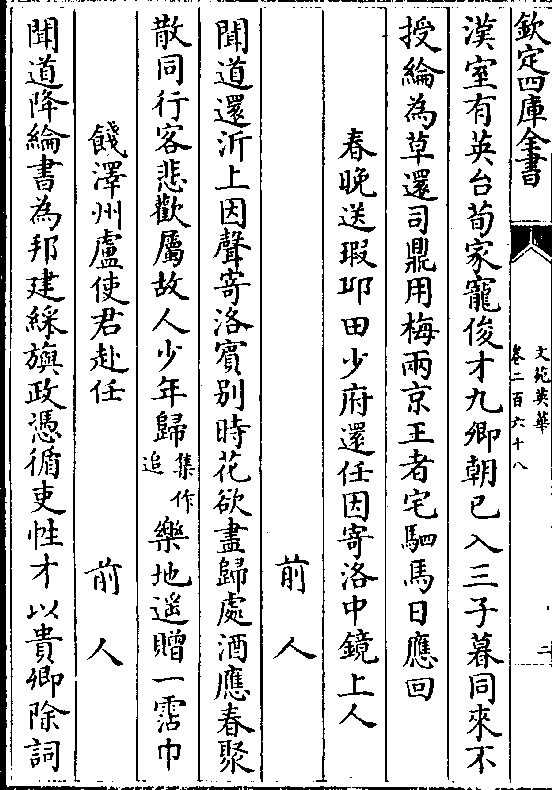 欽定四庫全書
文苑英華
卷二百六十八
漢室有英台荀家寵俊才九卿朝已入三子暮同來不
授綸為草還司鼎用梅兩京王者宅駟馬日應回
春晚送瑕邱田少府還任因寄洛中鏡上人
前人
聞道還沂上因聲寄洛賓别時花欲盡歸處酒應春聚
散同行客悲歡屬故人少年歸集作追樂地遥贈一霑巾
餞澤州盧使君赴任
前人
聞道降綸書為邦建綵旟政憑循吏性才以貴卿除詞